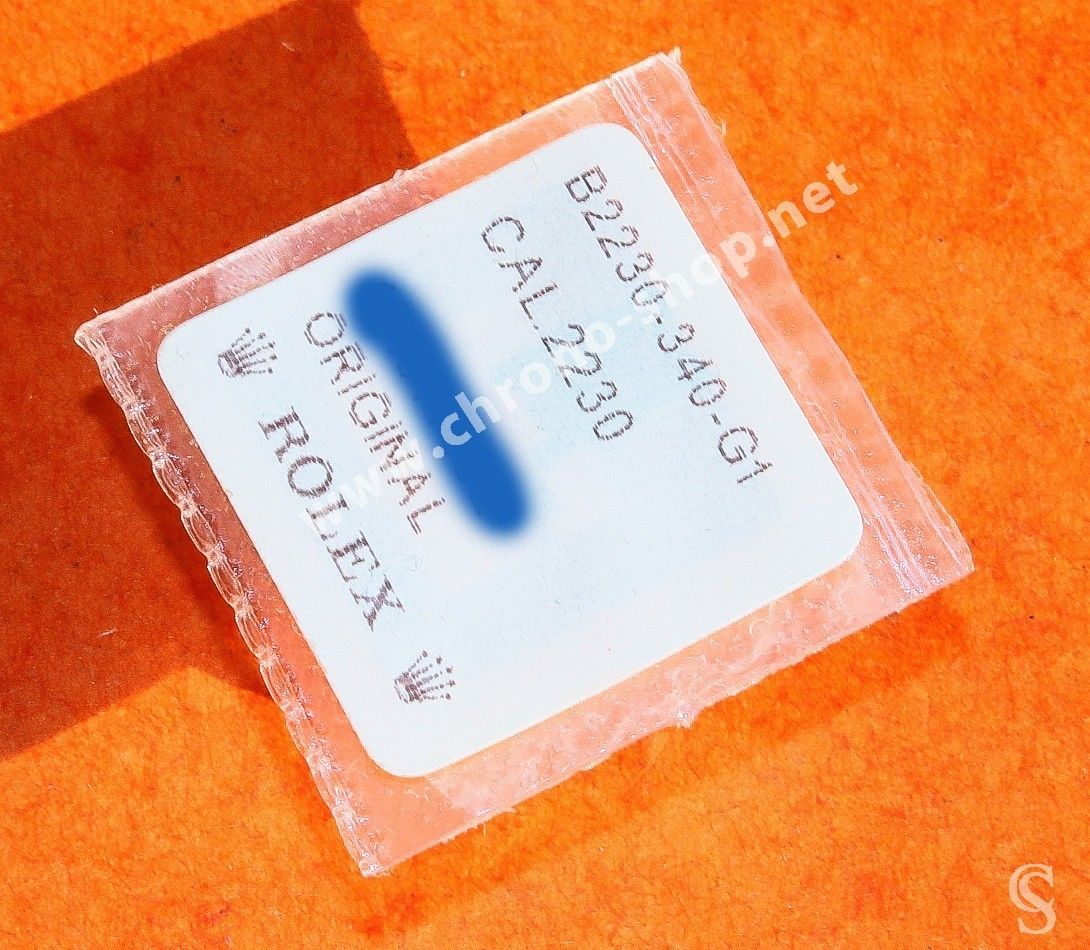 B2230-340-G1
CAL.2230
ORIGINAL
ROLEX
www.chrono-shop.net